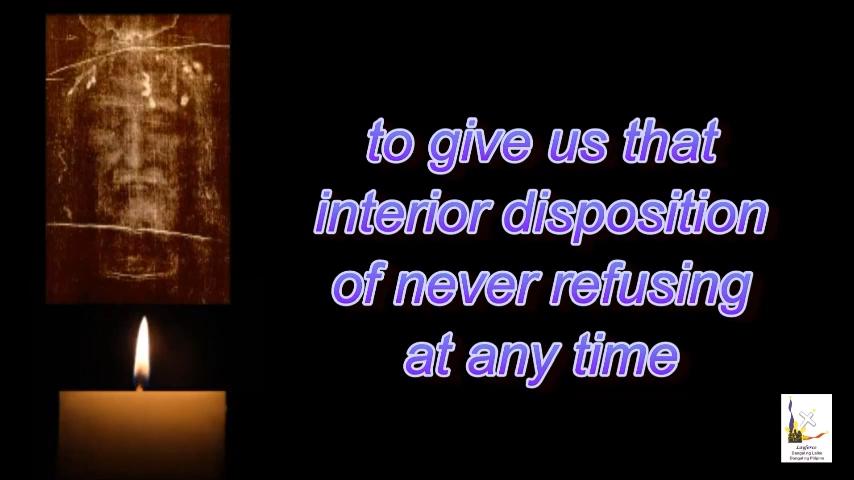 to give us that
interior disposition
of never refusing
at any time